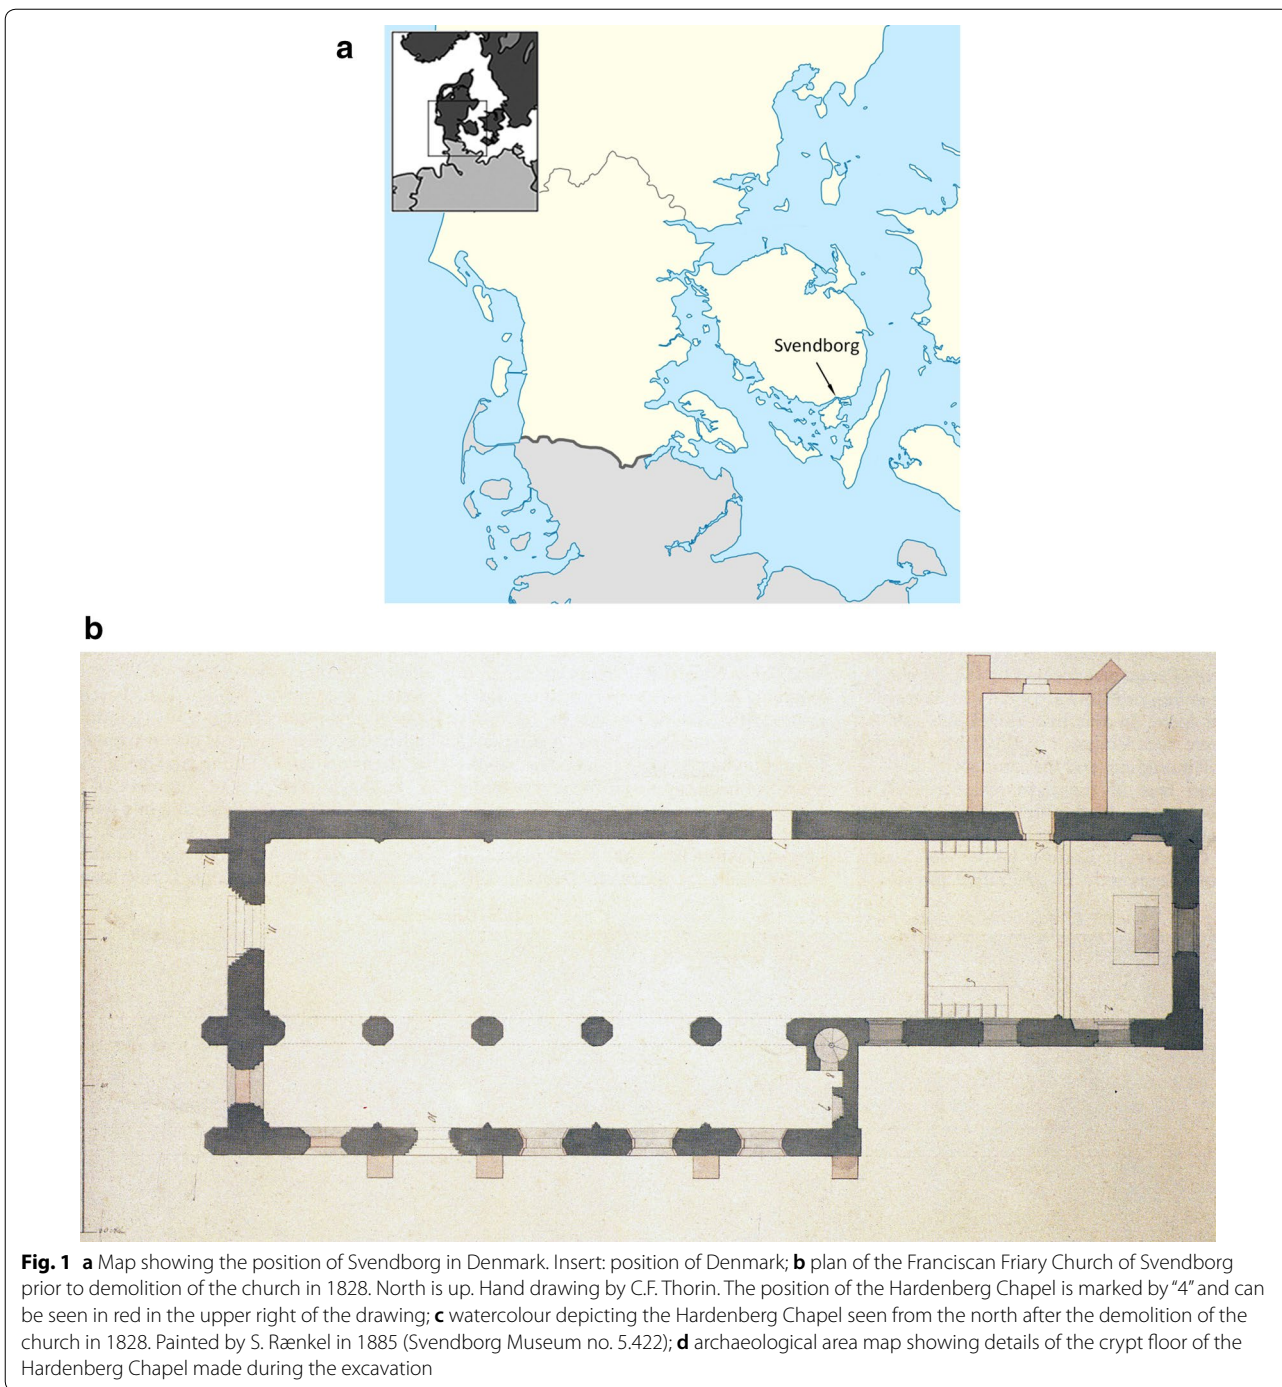 a
Svendborg
b
Fig. 1 a Map showing the position of Svendborg in Denmark. Insert: position of Denmark; b plan of the Franciscan Friary Church of Svendborg
prior to demolition of the church in 1828. North is up. Hand drawing by C.F. Thorin. The position of the Hardenberg Chapel is marked by “4” and can
be seen in red in the upper right of the drawing; c watercolour depicting the Hardenberg Chapel seen from the north after the demolition of the
church in 1828. Painted by S. Rænkel in 1885 (Svendborg Museum no. 5.422); d archaeological area map showing details of the crypt floor of the
Hardenberg Chapel made during the excavation